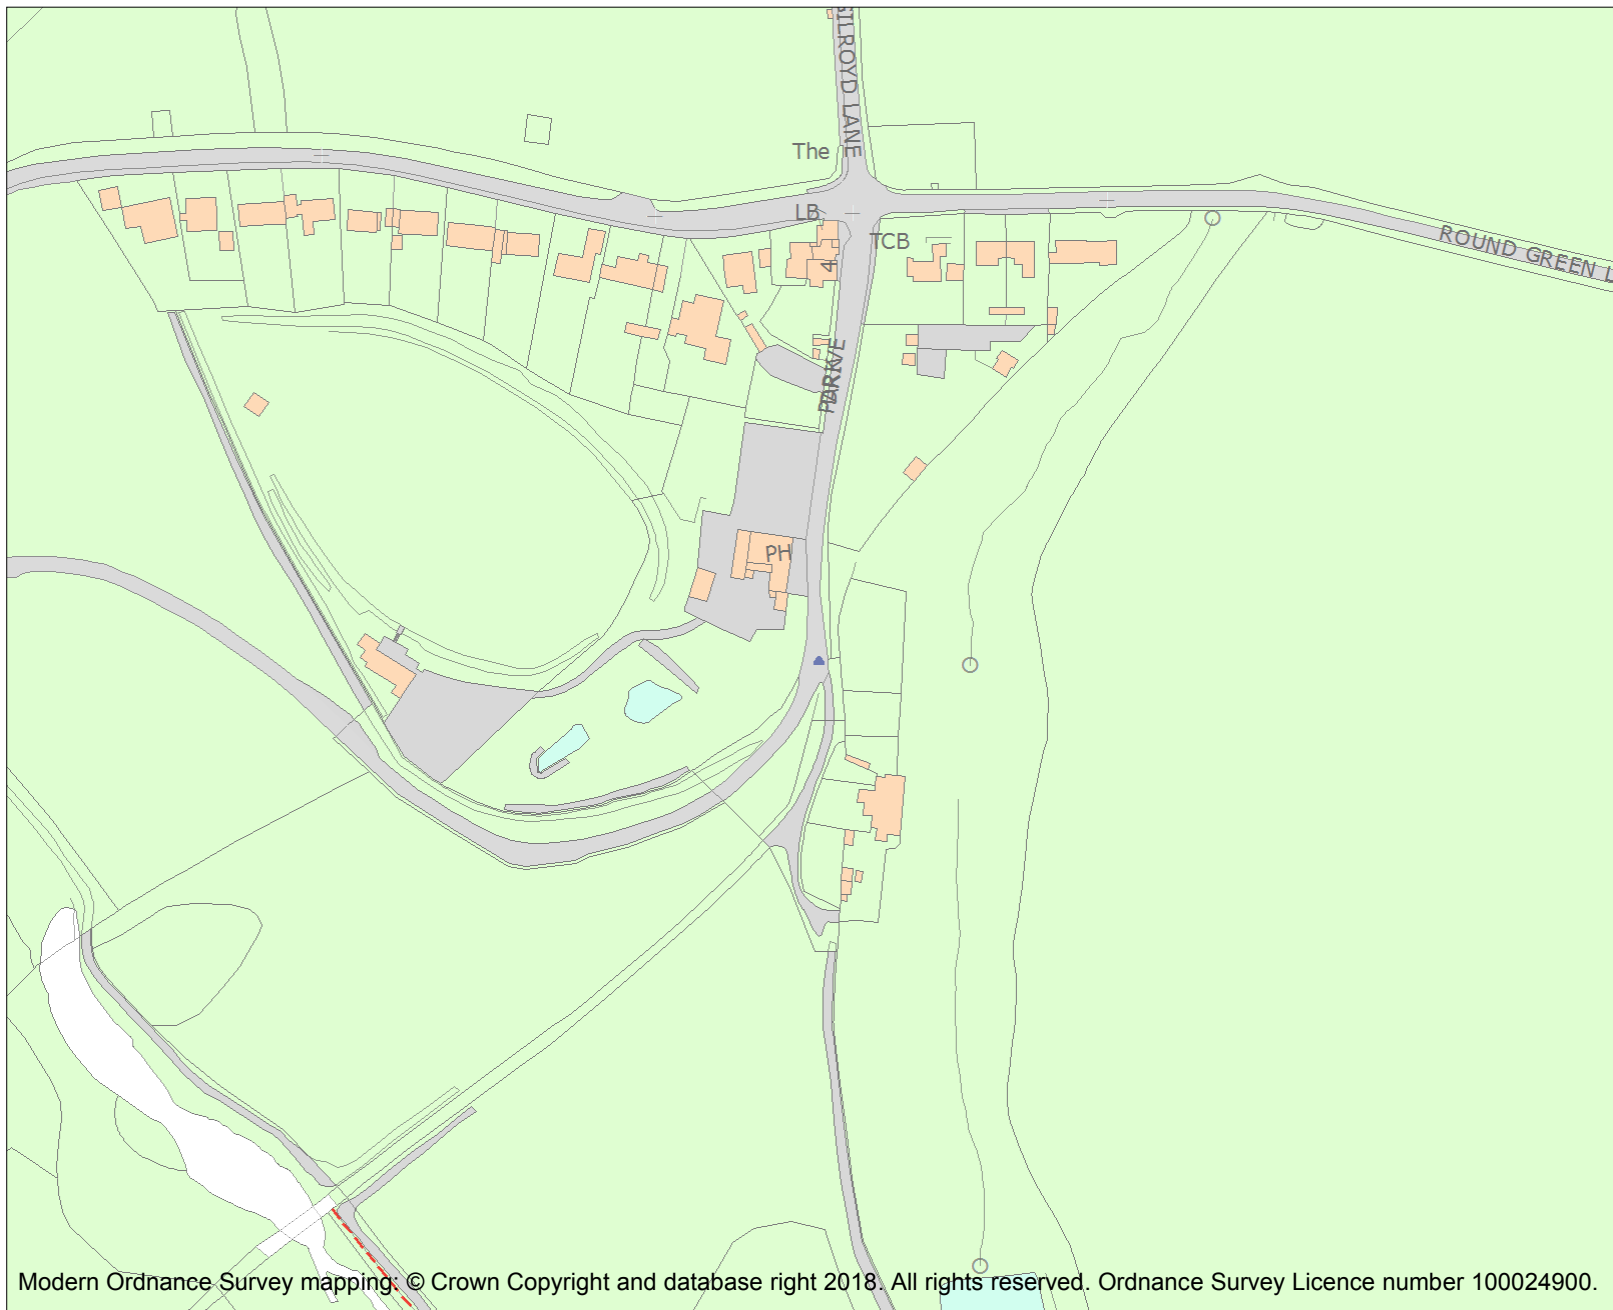 SILROYD LANE
The
LB
TCB
4
ROUND GREEN L
PARK
DRIVE
PH
Modern Ordnance Survey mapping: © Crown Copyright and database right 2018. All rights reserved. Ordnance Survey Licence number 100024900.